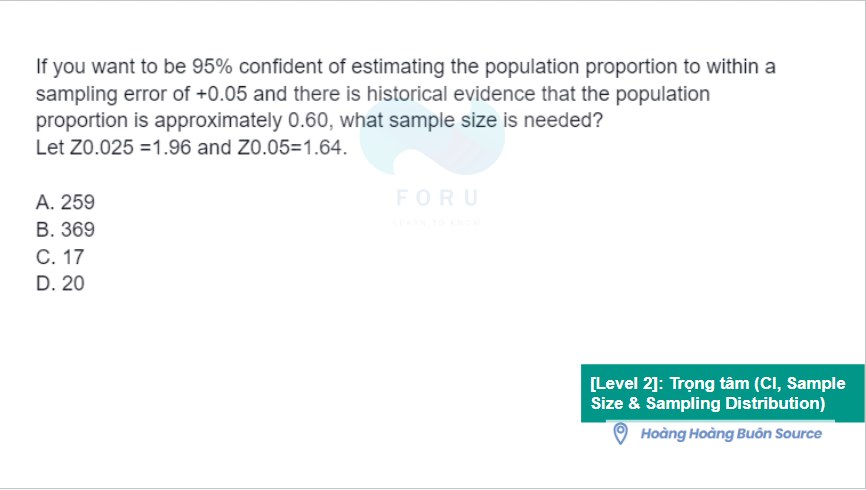 If you want to be 95% confident of estimating the population proportion to within a
sampling error of +0.05 and there is historical evidence that the population
proportion is approximately 0.60, what sample size is needed?
Let Z0.025 =1.96 and Z0.05=1.64.
FORU
A. 259
B. 369
C. 17
D. 20
[Level 2]: Trọng tâm (CI, Sample
Size & Sampling Distribution)
Hoàng Hoàng Buôn Source